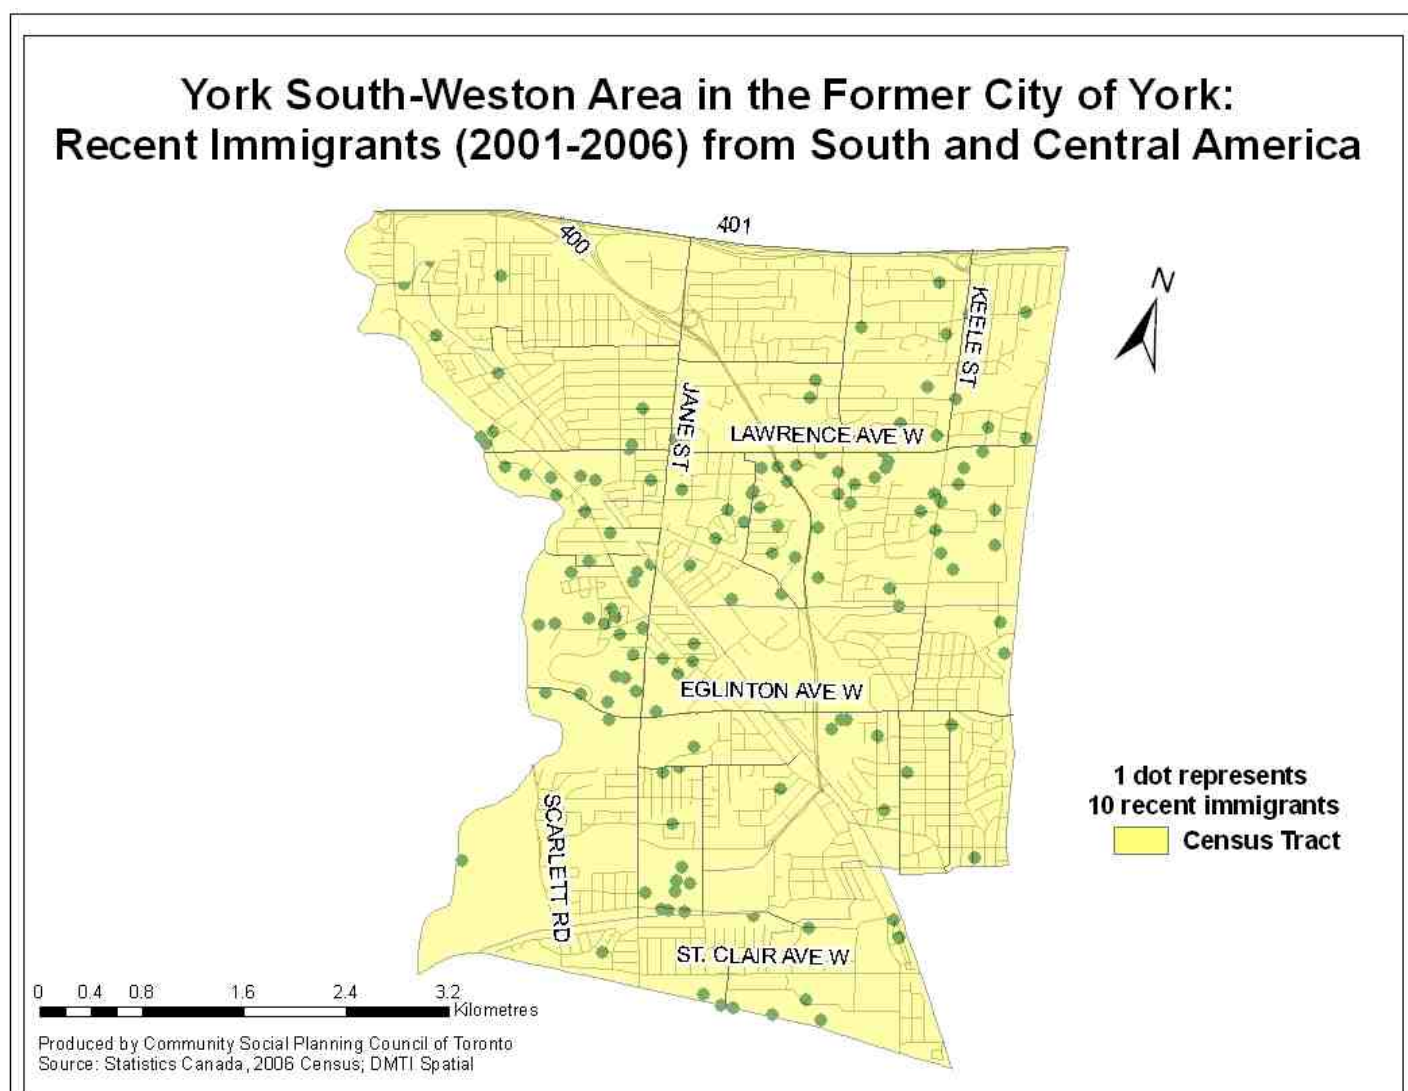 York South-Weston Area in the Former City of York:
Recent Immigrants (2001-2006) from South and Central America
401
400
N
KEELE ST
JANE ST
LAWRENCE AVE W
EGLINTON AVE W
1 dot represents
10 recent immigrants
Census Tract
SCARLETT RD
ST. CLAIR AVE W
0 0.4 0.8 1.6 2.4 3.2
Kilometres
Produced by Community Social Planning Council of Toronto
Source: Statistics Canada, 2006 Census; DMTI Spatial